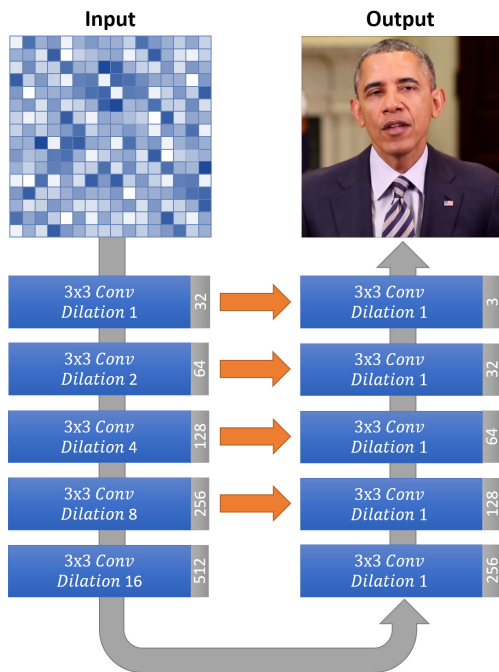 Input
Output
3x3 Conv
Dilation 1
32
3x3 Conv
Dilation 1
3
3x3 Conv
Dilation 2
64
3x3 Conv
Dilation 1
32
3x3 Conv
Dilation 4
128
3x3 Conv
Dilation 1
64
3x3 Conv
Dilation 8
256
3x3 Conv
Dilation 1
128
3x3 Conv
Dilation 16
512
3x3 Conv
Dilation 1
256